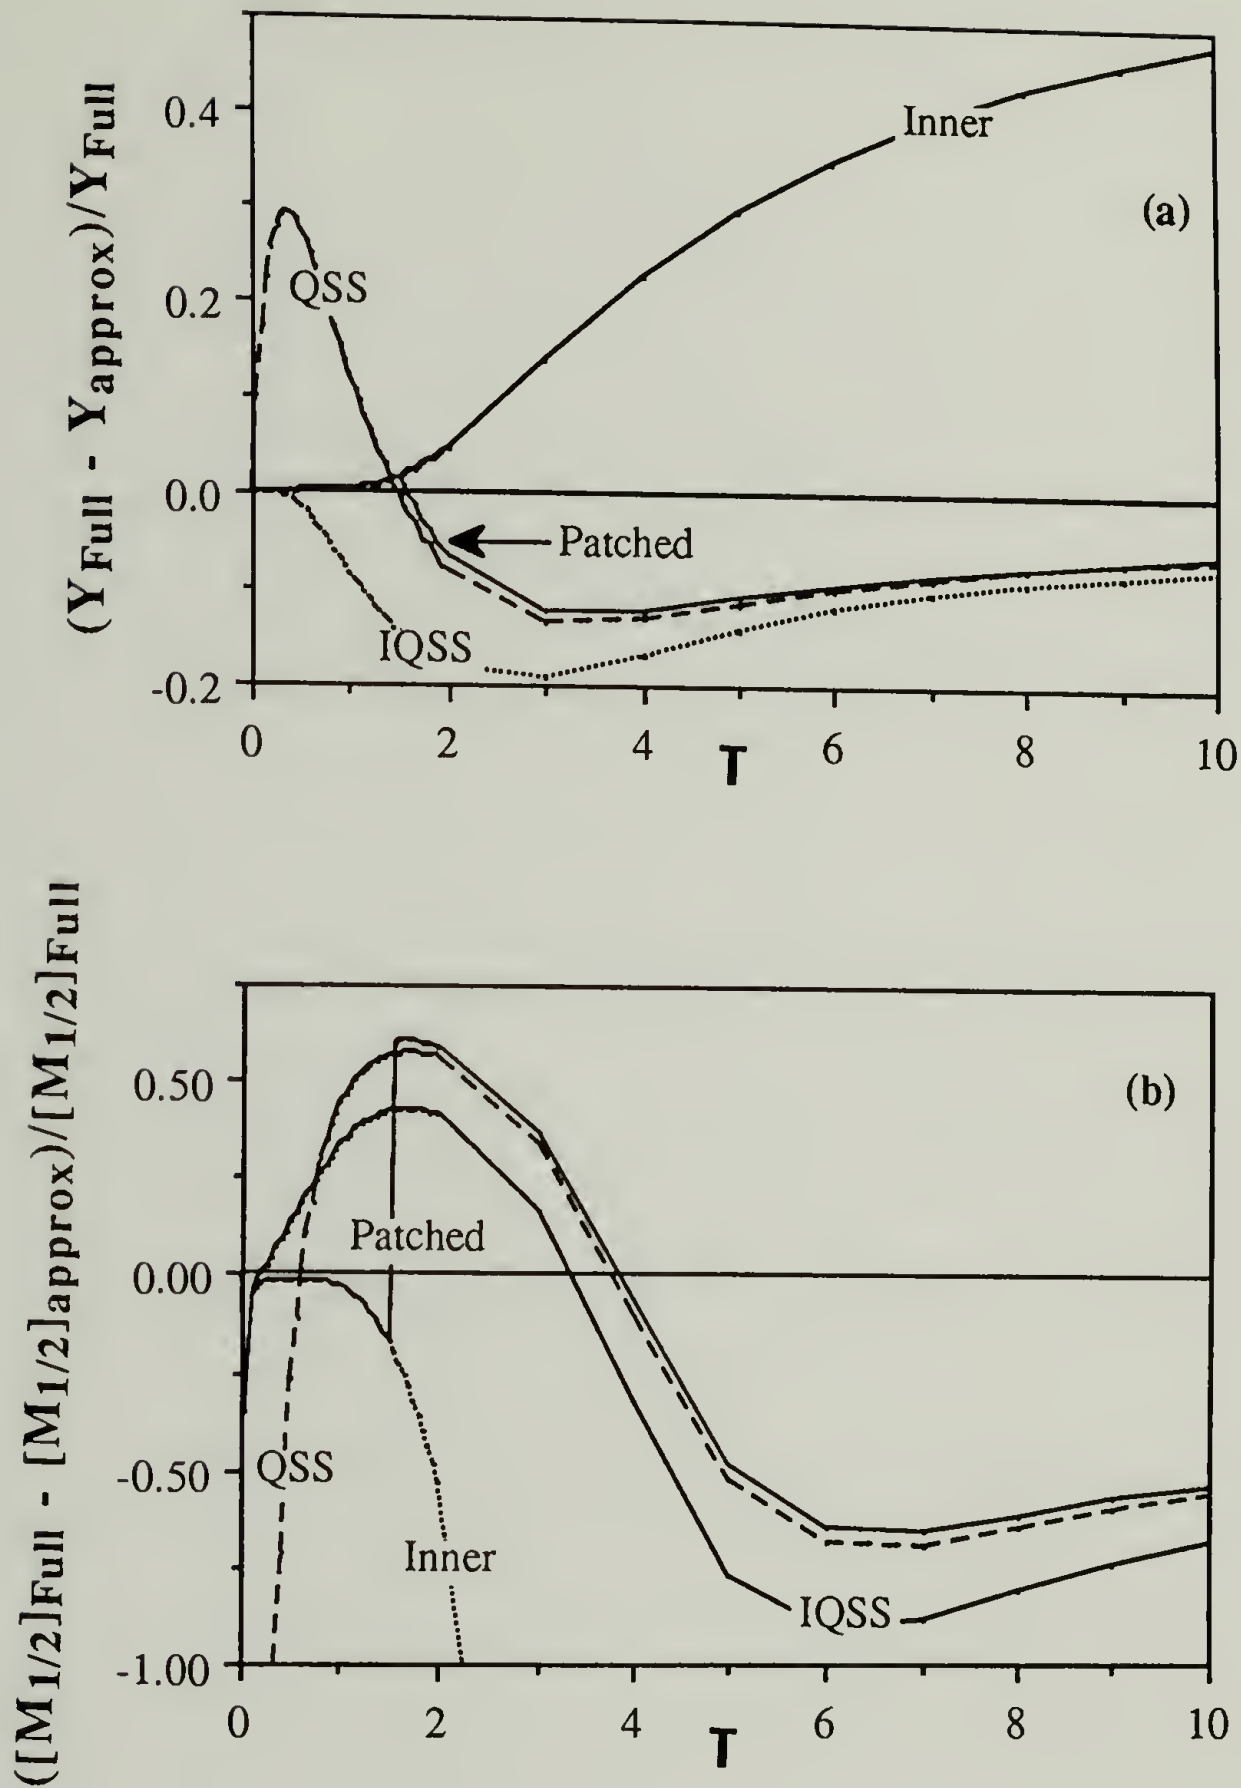 (Y Full - Y approx)/Y Full
0.4
0.2
0.0
-0.2
Inner
(a)
QSS
Patched
IQSS
0 2 4 6 8 10
T
([M1/2]Full - [M1/2]approx)/[M1/2]Full
0.50
0.00
-0.50
-1.00
(b)
Patched
QSS
Inner
IQSS
0 2 4 6 8 10
T